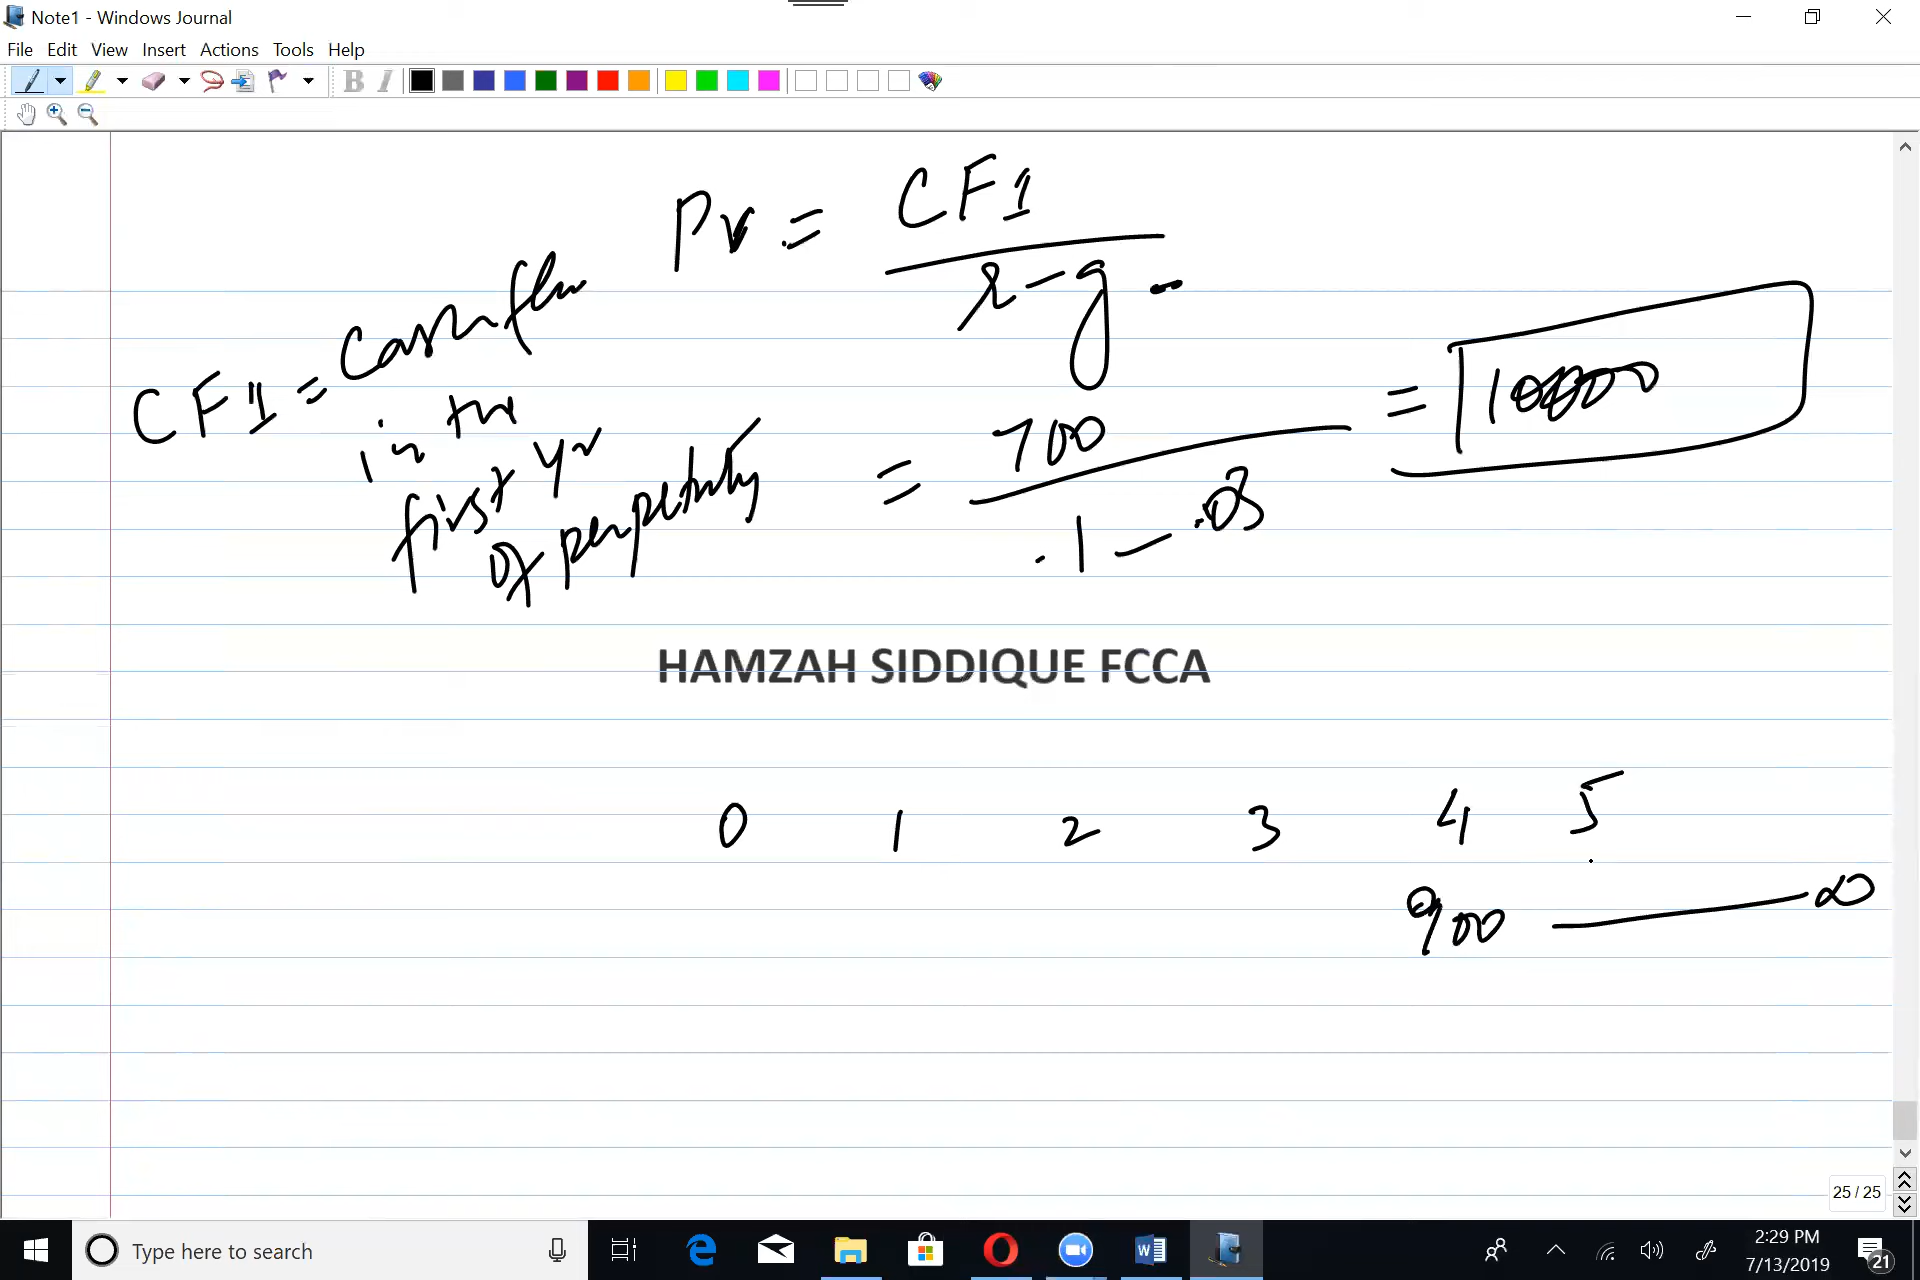 Note1 - Windows Journal
File Edit View Insert Actions Tools Help
B I
PV = CF1
r - g
CF1 = Cash flow
in the
first yr
of perpetuity
= 700
.1 - .03
= 10000
HAMZAH SIDDIQUE FCCA
0 1 2 3 4 5
900 ∞
25 / 25
Type here to search
2:29 PM
7/13/2019
21